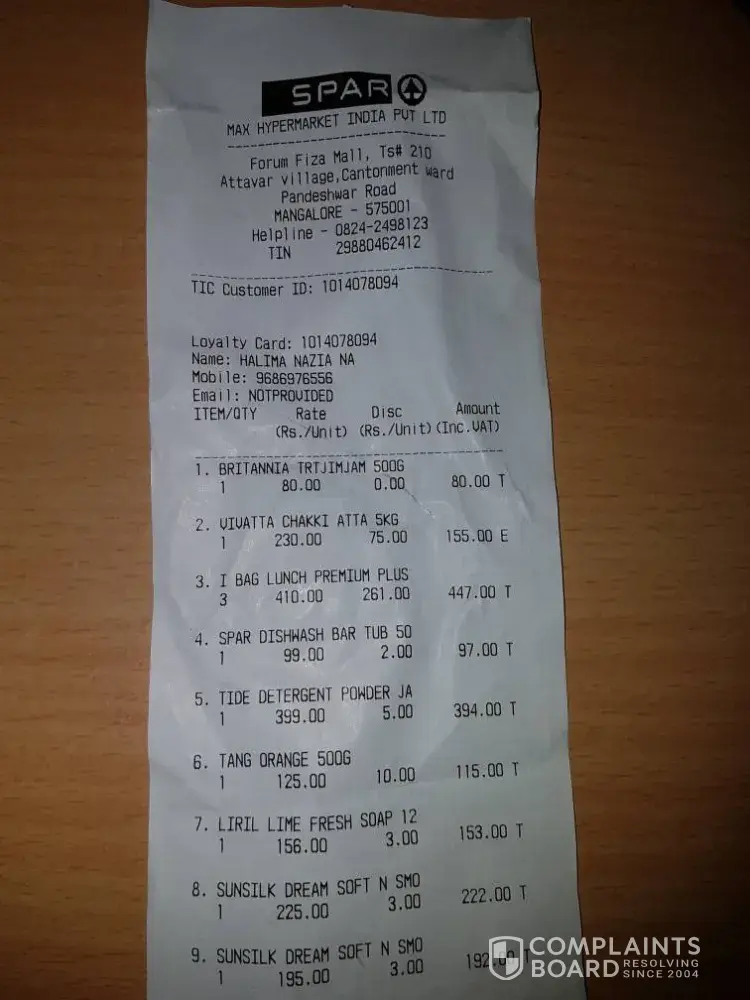 SPAR
MAX HYPERMARKET INDIA PVT LTD
Forum Fiza Mall, Ts# 210
Attavar village,Cantonment ward
Pandeshwar Road
MANGALORE - 575001
Helpline - 0824-2498123
TIN 29880462412
TIC Customer ID: 1014078094
Loyalty Card: 1014078094
Name: HALIMA NAZIA NA
Mobile: 9686976556
Email: NOTPROVIDED
ITEM/QTY Rate Disc Amount
(Rs./Unit) (Rs./Unit) (Inc.VAT)
1. BRITANNIA TRTJIMJAM 500G
1 80.00 0.00 80.00 T
2. VIVATTA CHAKKI ATTA 5KG
1 230.00 75.00 155.00 E
3. I BAG LUNCH PREMIUM PLUS
3 410.00 261.00 447.00 T
4. SPAR DISHWASH BAR TUB 50
1 99.00 2.00 97.00 T
5. TIDE DETERGENT POWDER JA
1 399.00 5.00 394.00 T
6. TANG ORANGE 500G
1 125.00 10.00 115.00 T
7. LIRIL LIME FRESH SOAP 12
1 156.00 3.00 153.00 T
8. SUNSILK DREAM SOFT N SMO
1 225.00 3.00 222.00 T
9. SUNSILK DREAM SOFT N SMO
1 195.00 3.00 192.00 T
COMPLAINTS
BOARD RESOLVING
SINCE 2004